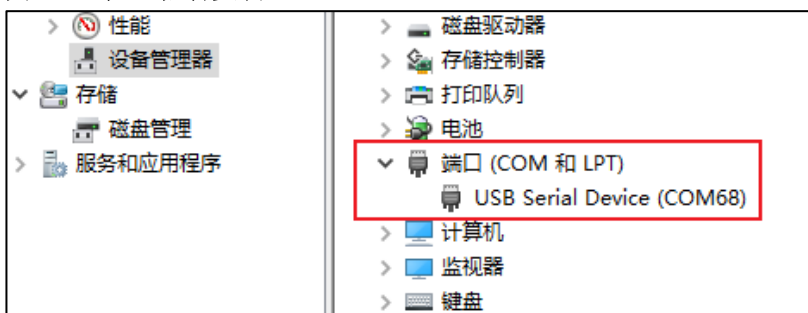 性能
设备管理器
存储
磁盘管理
服务和应用程序
磁盘驱动器
存储控制器
打印队列
电池
端口 (COM 和 LPT)
USB Serial Device (COM68)
计算机
监视器
键盘